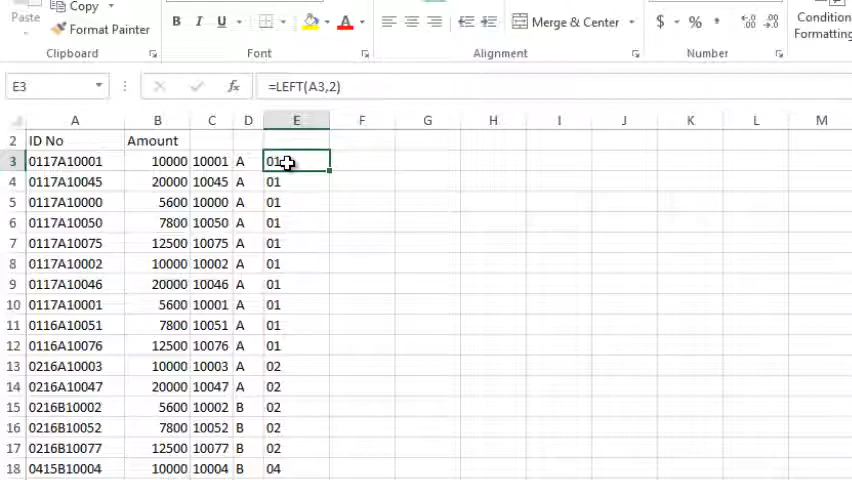 Paste
Copy
Format Painter
Clipboard
B I U
Font
Merge & Center
Alignment
$ % ,
Number
Conditional
Formatting
E3 fx =LEFT(A3,2)
A B C D E F G H I J K L M
2 ID No Amount
3 0117A10001 10000 10001 A 01
4 0117A10045 20000 10045 A 01
5 0117A10000 5600 10000 A 01
6 0117A10050 7800 10050 A 01
7 0117A10075 12500 10075 A 01
8 0117A10002 10000 10002 A 01
9 0117A10046 20000 10046 A 01
10 0117A10001 5600 10001 A 01
11 0116A10051 7800 10051 A 01
12 0116A10076 12500 10076 A 01
13 0216A10003 10000 10003 A 02
14 0216A10047 20000 10047 A 02
15 0216B10002 5600 10002 B 02
16 0216B10052 7800 10052 B 02
17 0216B10077 12500 10077 B 02
18 0415B10004 10000 10004 B 04